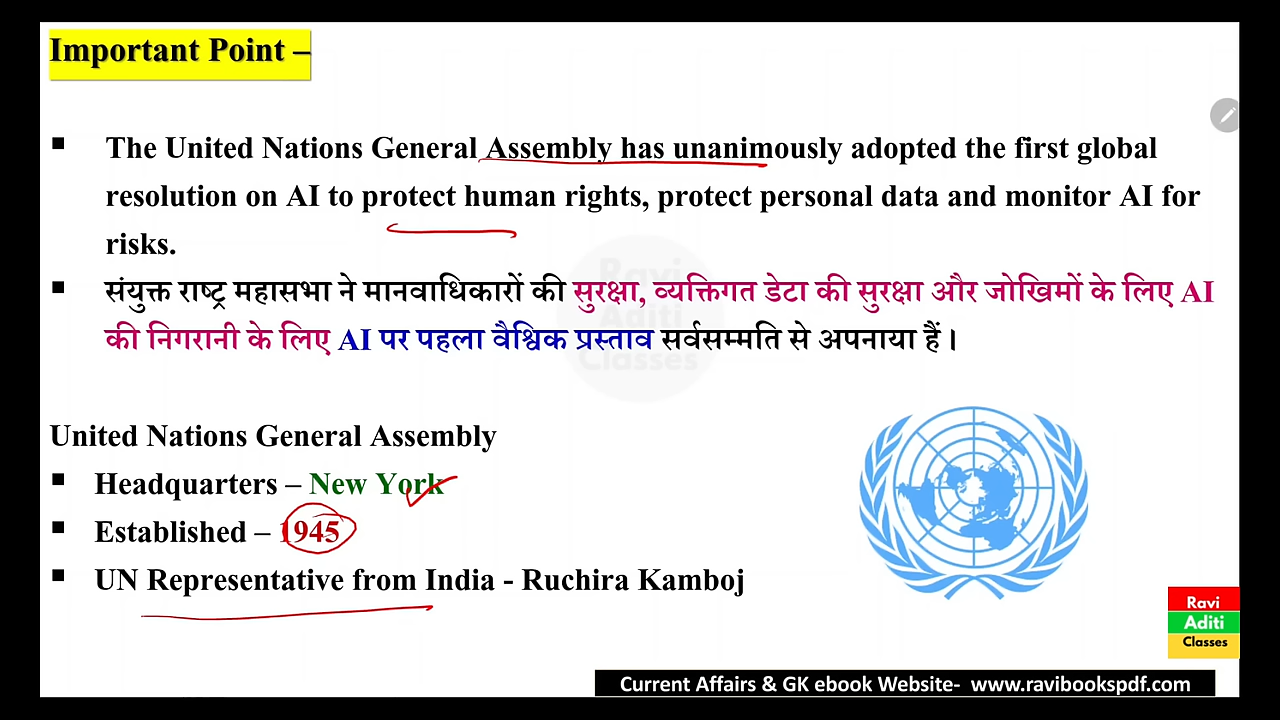 Important Point –
▪ The United Nations General Assembly has unanimously adopted the first global
resolution on AI to protect human rights, protect personal data and monitor AI for
risks.
▪ संयुक्त राष्ट्र महासभा ने मानवाधिकारों की सुरक्षा, व्यक्तिगत डेटा की सुरक्षा और जोखिमों के लिए AI
की निगरानी के लिए AI पर पहला वैश्विक प्रस्ताव सर्वसम्मति से अपनाया हैं ।
Ravi
Aditi
Classes
United Nations General Assembly
▪ Headquarters – New York
▪ Established – 1945
▪ UN Representative from India - Ruchira Kamboj
Ravi
Aditi
Classes
Current Affairs & GK ebook Website- www.ravibookspdf.com